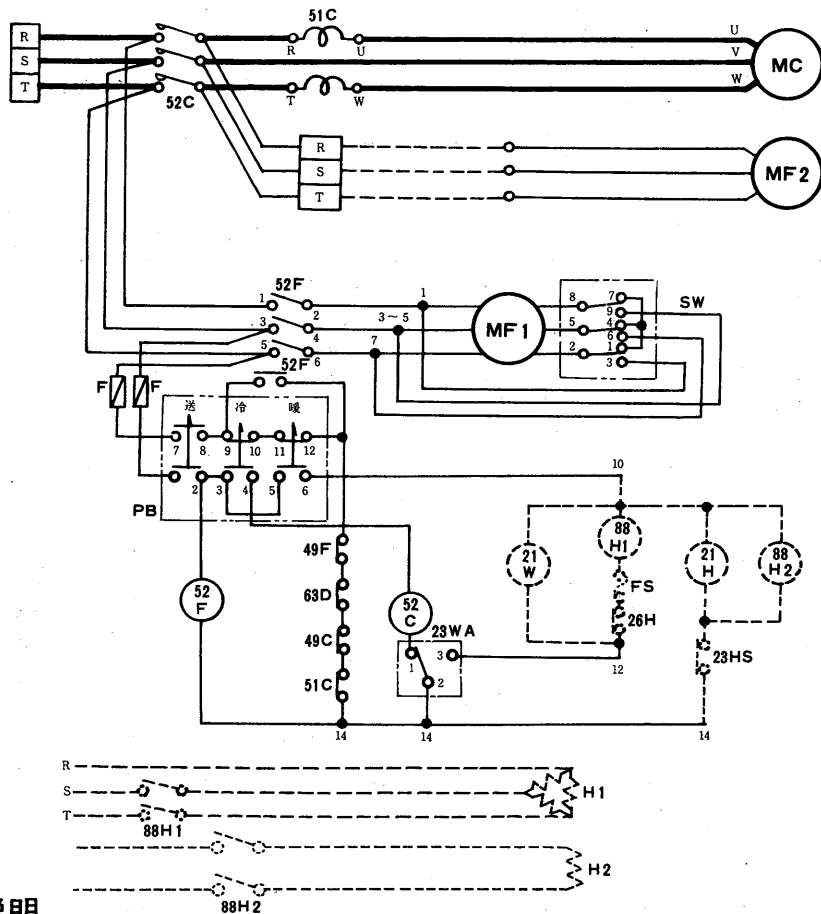 51C
R
S
T
R U
T W
52C
U
V
W
MC
R
S
T
MF2
52F
1 2
3 4
5 6
1
3～5
7
MF1
8
5
2
7
9
4
6
1
3
SW
52F
F F
送 冷 暖
7 8 9 10 11 12
2 3 4 5 6
PB
10
49F
63D
49C
51C
52
F
52
C
23WA
1 3
2
21
W
88
H1
FS
26H
12
21
H
88
H2
23HS
14 14 14
R
S
T
88H1
H1
88H2
H2